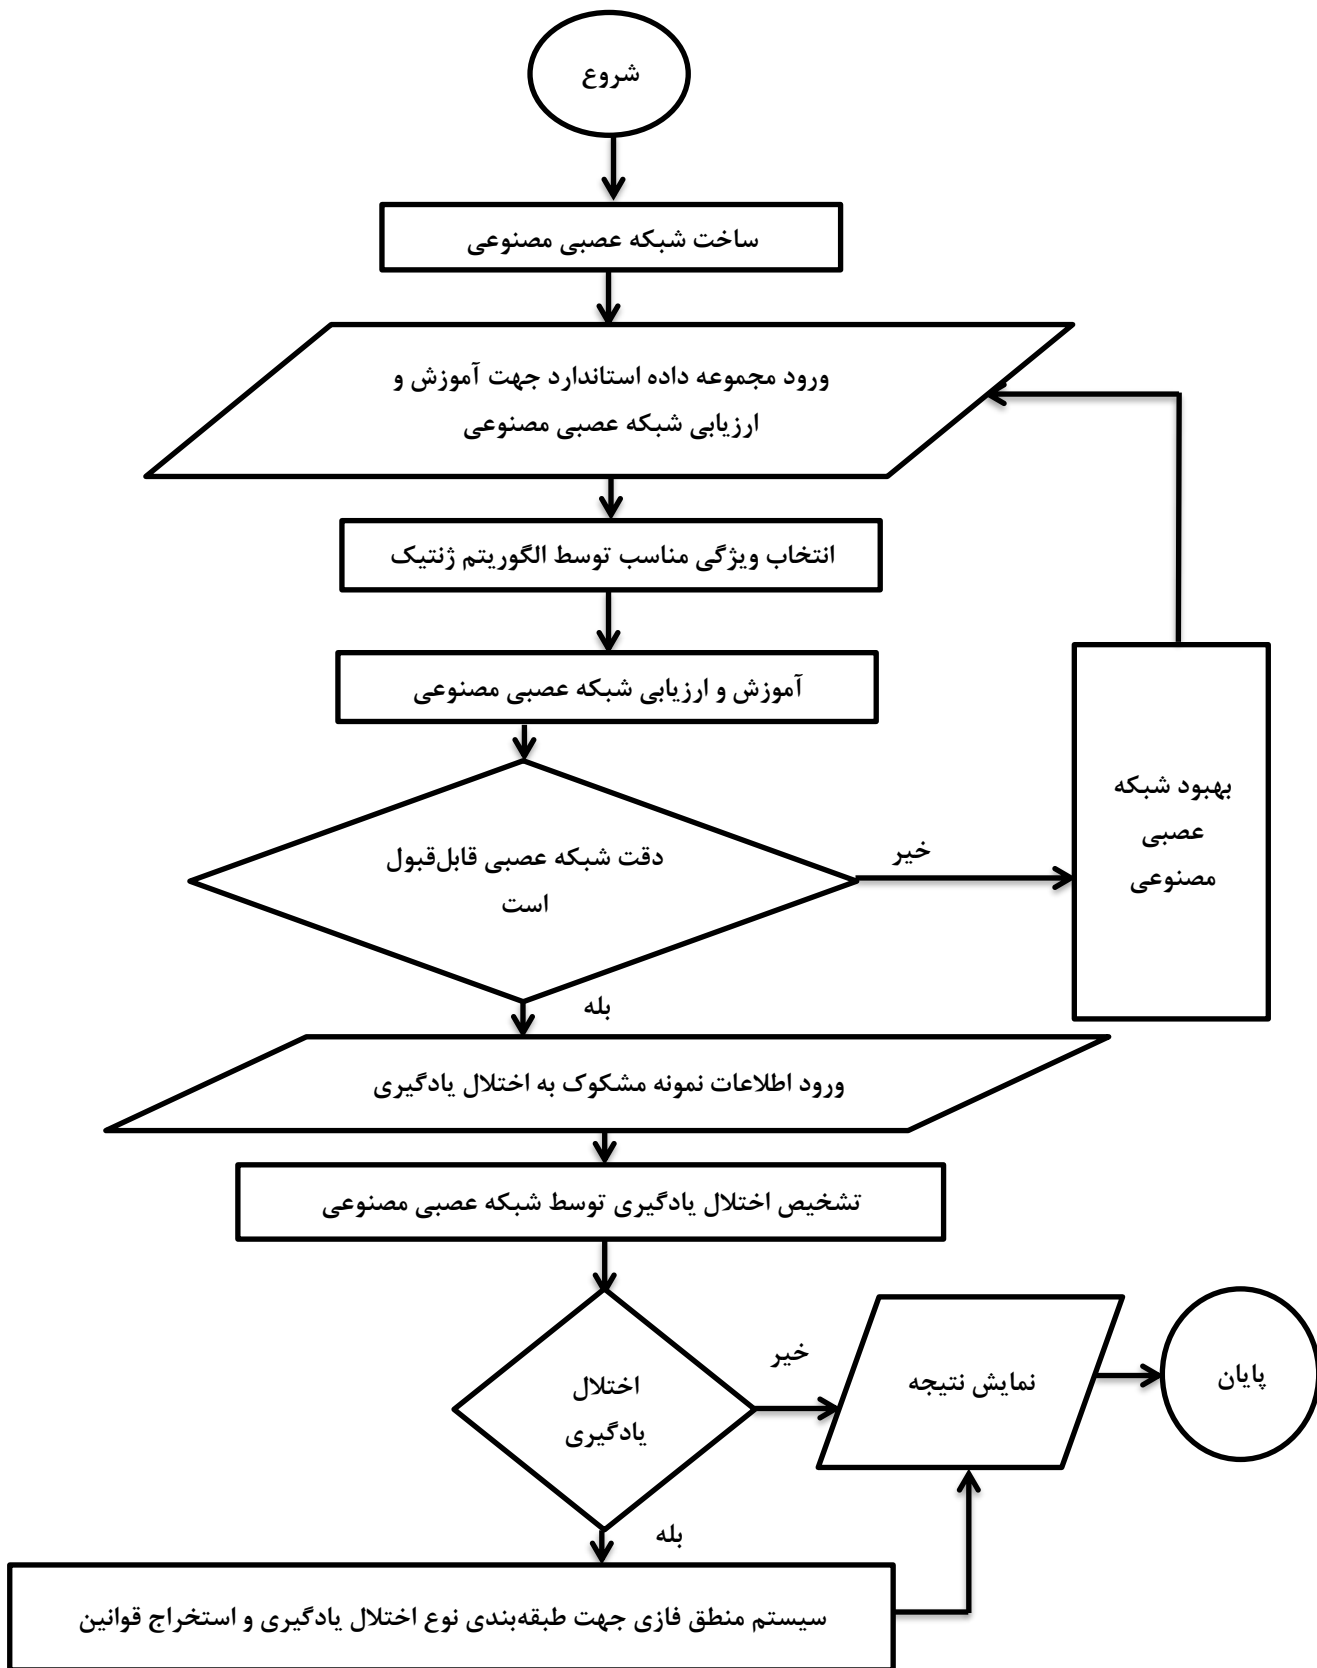 شروع
ساخت شبکه عصبی مصنوعی
ورود مجموعه داده استاندارد جهت آموزش و
ارزیابی شبکه عصبی مصنوعی
انتخاب ویژگی مناسب توسط الگوریتم ژنتیک
آموزش و ارزیابی شبکه عصبی مصنوعی
دقت شبکه عصبی قابل‌قبول
است
خیر
بهبود شبکه
عصبی
مصنوعی
بله
ورود اطلاعات نمونه مشکوک به اختلال یادگیری
تشخیص اختلال یادگیری توسط شبکه عصبی مصنوعی
اختلال
یادگیری
خیر
نمایش نتیجه
پایان
بله
سیستم منطق فازی جهت طبقه‌بندی نوع اختلال یادگیری و استخراج قوانین